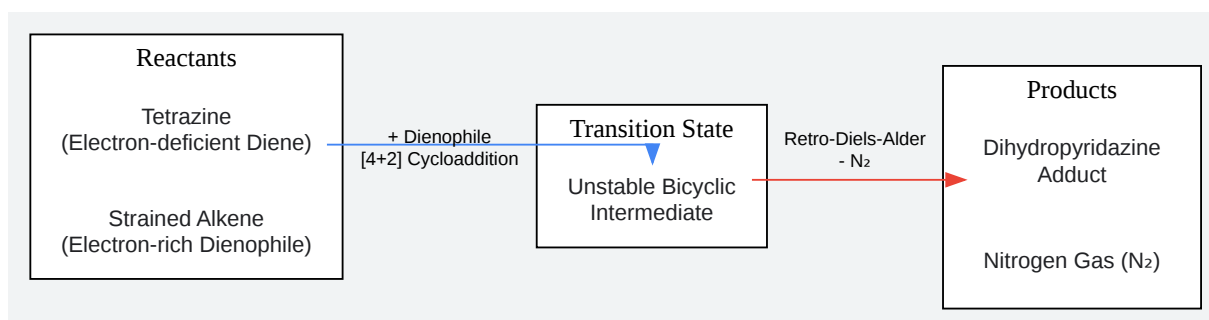 Reactants
Tetrazine
(Electron-deficient Diene)
Strained Alkene
(Electron-rich Dienophile)
+ Dienophile
[4+2] Cycloaddition
Transition State
Unstable Bicyclic
Intermediate
Retro-Diels-Alder
- N₂
Products
Dihydropyridazine
Adduct
Nitrogen Gas (N₂)